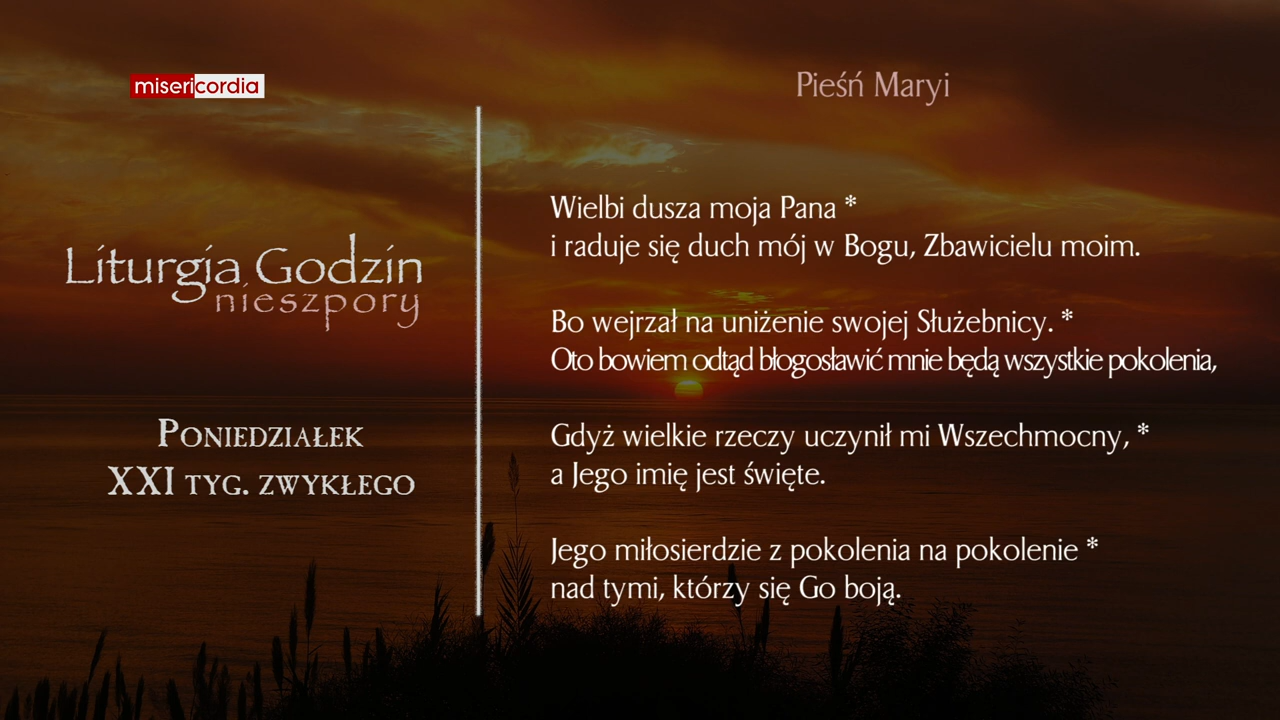 misericordia
Liturgia Godzin
nieszpory
Poniedziałek
XXI tyg. zwykłego
Pieśń Maryi
Wielbi dusza moja Pana *
i raduje się duch mój w Bogu, Zbawicielu moim.
Bo wejrzał na uniżenie swojej Służebnicy. *
Oto bowiem odtąd błogosławić mnie będą wszystkie pokolenia,
Gdyż wielkie rzeczy uczynił mi Wszechmocny, *
a Jego imię jest święte.
Jego miłosierdzie z pokolenia na pokolenie *
nad tymi, którzy się Go boją.